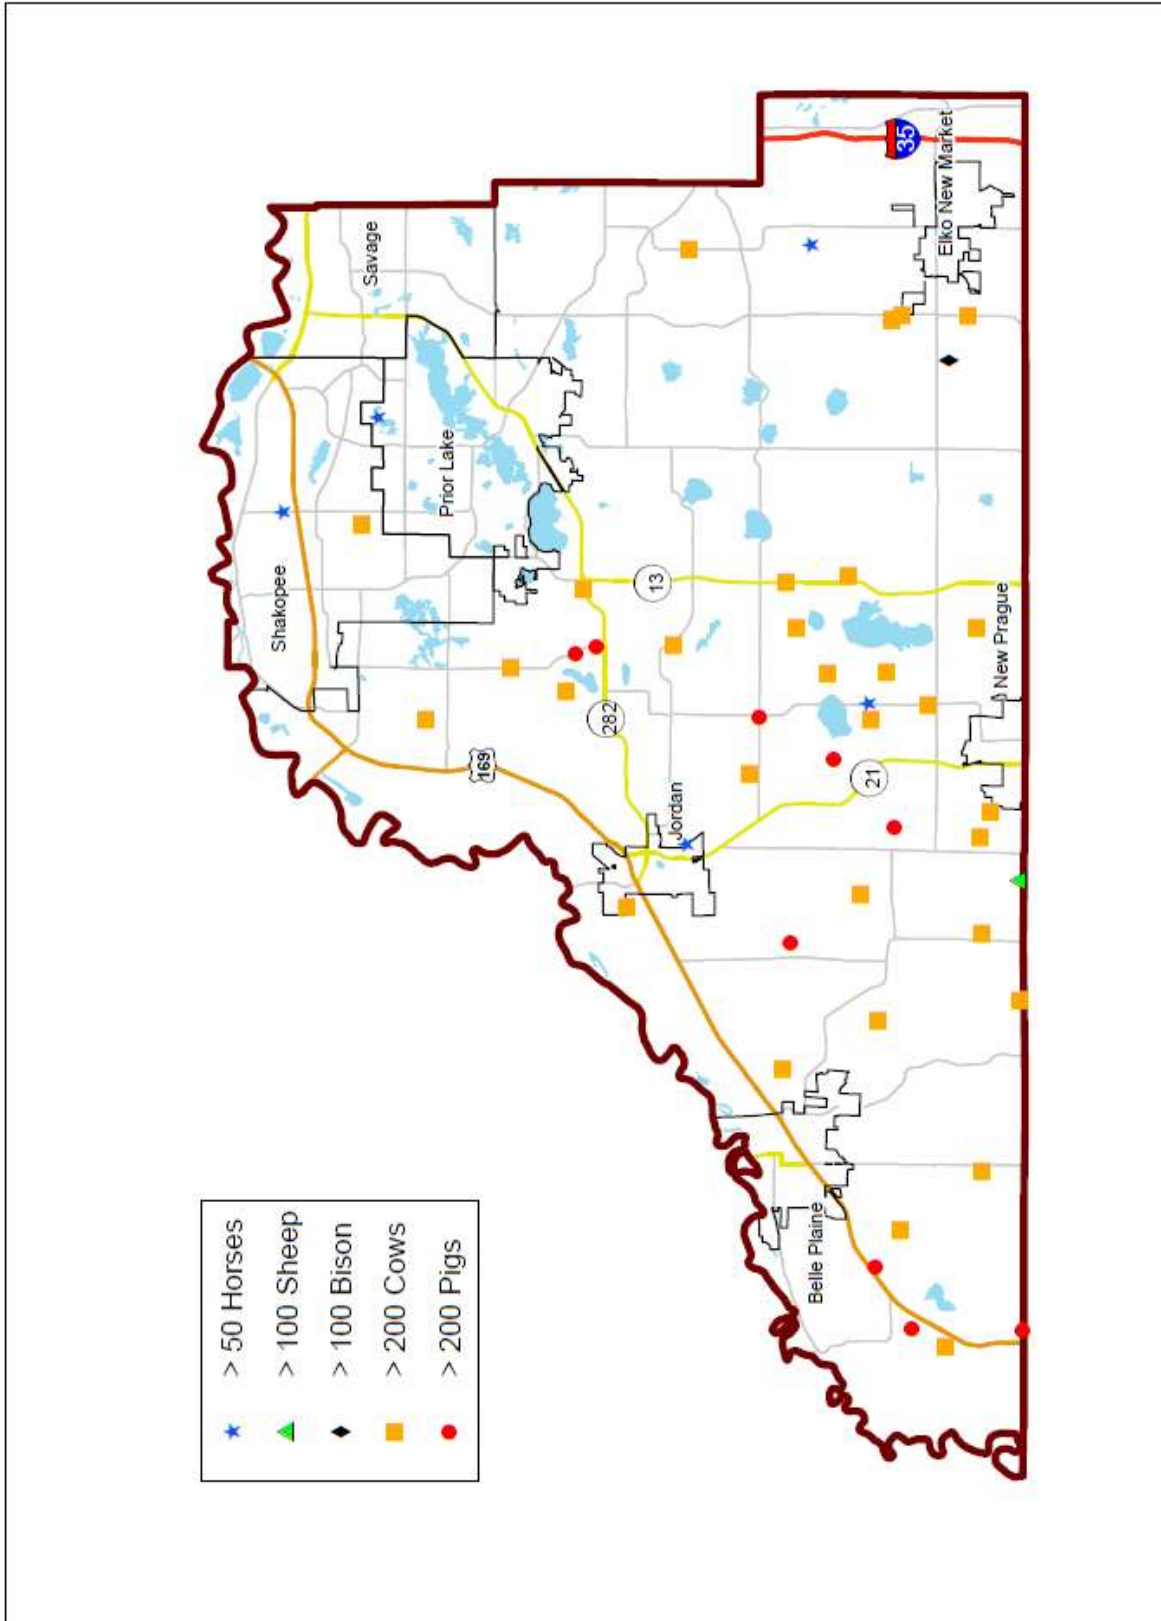 > 50 Horses
> 100 Sheep
> 100 Bison
> 200 Cows
> 200 Pigs
Shakopee
Savage
Prior Lake
169
282
13
Jordan
21
35
Belle Plaine
New Prague
Elko New Market